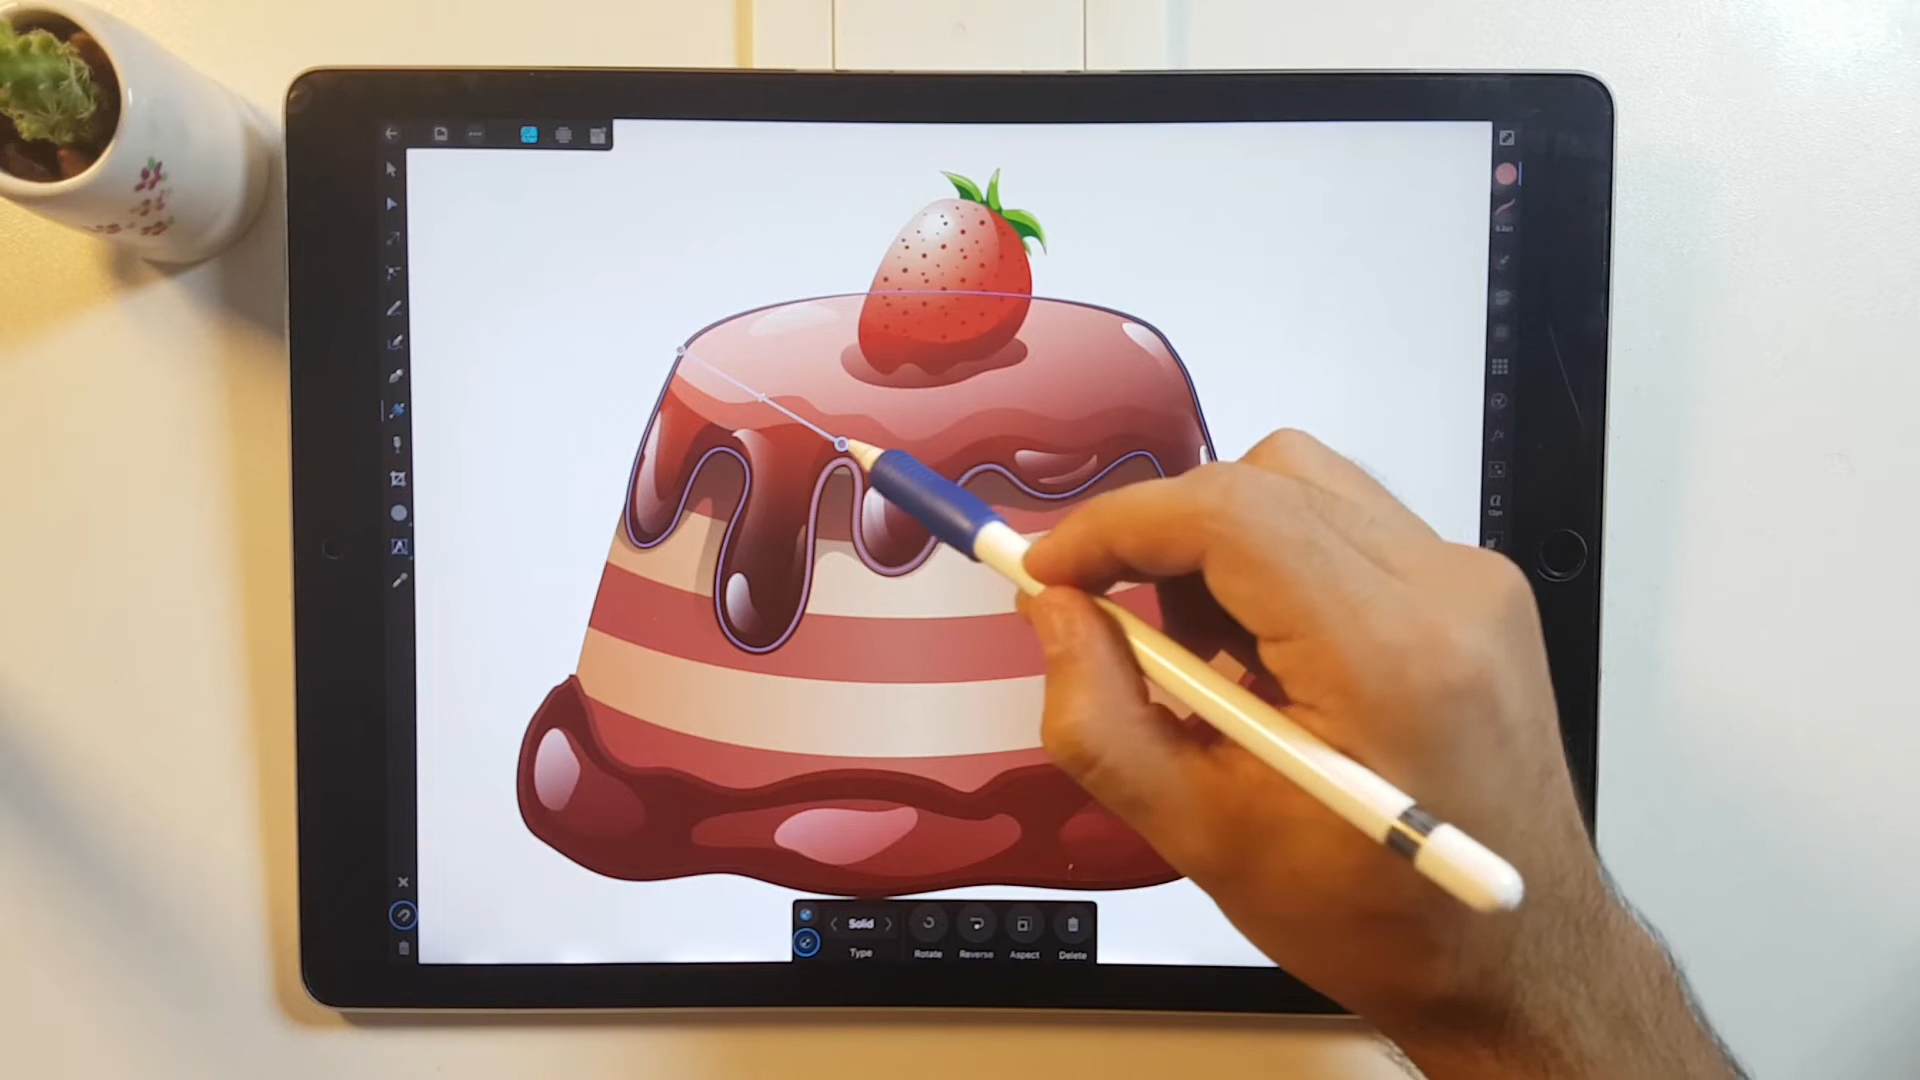 Solid
Type
Rotate
Reverse
Aspect
Delete